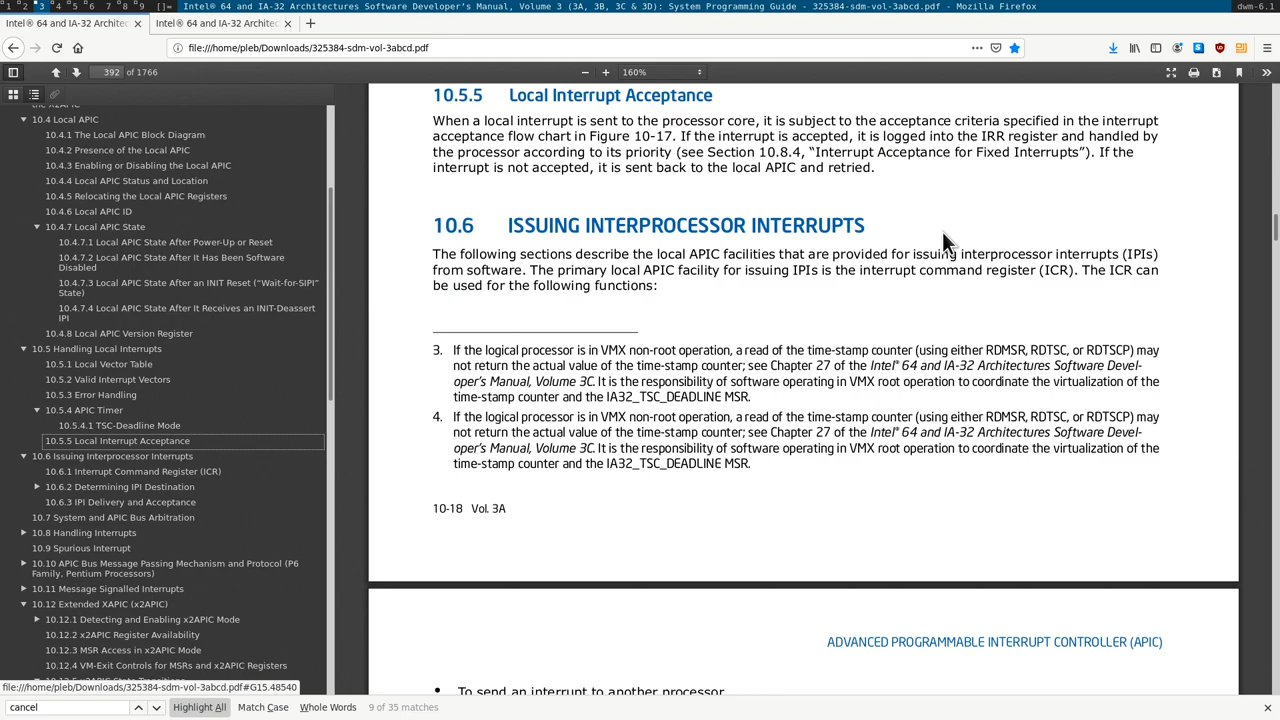 1 2 3 4 5 6 7 8 9 []= Intel® 64 and IA-32 Architectures Software Developer's Manual, Volume 3 (3A, 3B, 3C & 3D): System Programming Guide - 325384-sdm-vol-3abcd.pdf - Mozilla Firefox dwm-6.1
Intel® 64 and IA-32 Architec × Intel® 64 and IA-32 Architec × +
file:///home/pleb/Downloads/325384-sdm-vol-3abcd.pdf
392 of 1766 160%
the x2APIC
10.4 Local APIC
10.4.1 The Local APIC Block Diagram
10.4.2 Presence of the Local APIC
10.4.3 Enabling or Disabling the Local APIC
10.4.4 Local APIC Status and Location
10.4.5 Relocating the Local APIC Registers
10.4.6 Local APIC ID
10.4.7 Local APIC State
10.4.7.1 Local APIC State After Power-Up or Reset
10.4.7.2 Local APIC State After It Has Been Software
Disabled
10.4.7.3 Local APIC State After an INIT Reset (“Wait-for-SIPI”
State)
10.4.7.4 Local APIC State After It Receives an INIT-Deassert
IPI
10.4.8 Local APIC Version Register
10.5 Handling Local Interrupts
10.5.1 Local Vector Table
10.5.2 Valid Interrupt Vectors
10.5.3 Error Handling
10.5.4 APIC Timer
10.5.4.1 TSC-Deadline Mode
10.5.5 Local Interrupt Acceptance
10.6 Issuing Interprocessor Interrupts
10.6.1 Interrupt Command Register (ICR)
10.6.2 Determining IPI Destination
10.6.3 IPI Delivery and Acceptance
10.7 System and APIC Bus Arbitration
10.8 Handling Interrupts
10.9 Spurious Interrupt
10.10 APIC Bus Message Passing Mechanism and Protocol (P6
Family, Pentium Processors)
10.11 Message Signalled Interrupts
10.12 Extended XAPIC (x2APIC)
10.12.1 Detecting and Enabling x2APIC Mode
10.12.2 x2APIC Register Availability
10.12.3 MSR Access in x2APIC Mode
10.12.4 VM-Exit Controls for MSRs and x2APIC Registers
file:///home/pleb/Downloads/325384-sdm-vol-3abcd.pdf#G15.48540
10.5.5 Local Interrupt Acceptance
When a local interrupt is sent to the processor core, it is subject to the acceptance criteria specified in the interrupt
acceptance flow chart in Figure 10-17. If the interrupt is accepted, it is logged into the IRR register and handled by
the processor according to its priority (see Section 10.8.4, “Interrupt Acceptance for Fixed Interrupts”). If the
interrupt is not accepted, it is sent back to the local APIC and retried.
10.6 ISSUING INTERPROCESSOR INTERRUPTS
The following sections describe the local APIC facilities that are provided for issuing interprocessor interrupts (IPIs)
from software. The primary local APIC facility for issuing IPIs is the interrupt command register (ICR). The ICR can
be used for the following functions:
3. If the logical processor is in VMX non-root operation, a read of the time-stamp counter (using either RDMSR, RDTSC, or RDTSCP) may
not return the actual value of the time-stamp counter; see Chapter 27 of the Intel® 64 and IA-32 Architectures Software Devel-
oper’s Manual, Volume 3C. It is the responsibility of software operating in VMX root operation to coordinate the virtualization of the
time-stamp counter and the IA32_TSC_DEADLINE MSR.
4. If the logical processor is in VMX non-root operation, a read of the time-stamp counter (using either RDMSR, RDTSC, or RDTSCP) may
not return the actual value of the time-stamp counter; see Chapter 27 of the Intel® 64 and IA-32 Architectures Software Devel-
oper’s Manual, Volume 3C. It is the responsibility of software operating in VMX root operation to coordinate the virtualization of the
time-stamp counter and the IA32_TSC_DEADLINE MSR.
10-18 Vol. 3A
ADVANCED PROGRAMMABLE INTERRUPT CONTROLLER (APIC)
• To send an interrupt to another processor.
cancel Highlight All Match Case Whole Words 9 of 35 matches